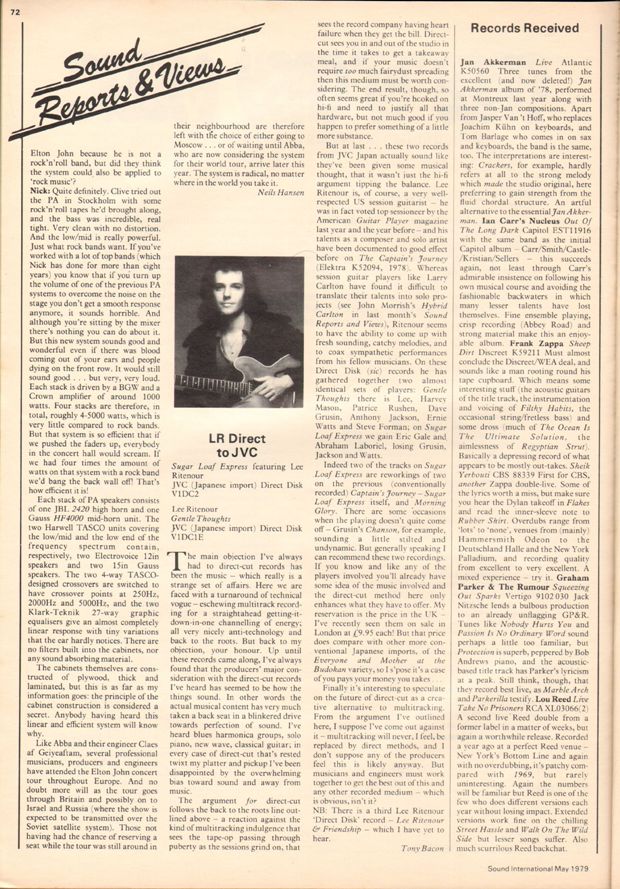 72
Sound
Reports & Views
Elton John because he is not a
rock'n'roll band, but did they think
the system could also be applied to
'rock music'?
Nick: Quite definitely. Clive tried out
the PA in Stockholm with some
rock'n'roll tapes he'd brought along,
and the bass was incredible, real
tight. Very clean with no distortion.
And the low/mid is really powerful.
Just what rock bands want. If you've
worked with a lot of top bands (which
Nick has done for more than eight
years) you know that if you turn up
the volume of one of the previous PA
systems to overcome the noise on the
stage you don't get a smooth response
anymore, it sounds horrible. And
although you're sitting by the mixer
there's nothing you can do about it.
But this new system sounds good and
wonderful even if there was blood
coming out of your ears and people
dying on the front row. It would still
sound good . . . but very, very loud.
Each stack is driven by a BGW and a
Crown amplifier of around 1000
watts. Four stacks are, therefore, in
total, roughly 4-5000 watts, which is
very little compared to rock bands.
But that system is so efficient that if
we pushed the faders up, everybody
in the concert hall would scream. If
we had four times the amount of
watts on that system with a rock band
we'd bang the back wall off! That's
how efficient it is!
Each stack of PA speakers consists
of one JBL 2420 high horn and one
Gauss HF4000 mid-horn unit. The
two Harwell TASCO units covering
the low/mid and the low end of the
frequency spectrum contain,
respectively, two Electrovoice 12in
speakers and two 15in Gauss
speakers. The two 4-way TASCO-
designed crossovers are switched to
have crossover points at 250Hz,
2000Hz and 5000Hz, and the two
Klark-Teknik 27-way graphic
equalisers give an almost completely
linear response with tiny variations
that the ear hardly notices. There are
no filters built into the cabinets, nor
any sound absorbing material.
The cabinets themselves are con-
structed of plywood, thick and
laminated, but this is as far as my
information goes: the principle of the
cabinet construction is considered a
secret. Anybody having heard this
linear and efficient system will know
why.
Like Abba and their engineer Claes
af Geijerstam, several professional
musicians, producers and engineers
have attended the Elton John concert
tour throughout Europe. And no
doubt more will as the tour goes
through Britain and possibly on to
Israel and Russia (where the show is
expected to be transmitted over the
Soviet satellite system). Those not
having had the chance of reserving a
seat while the tour was still around in
their neighbourhood are therefore
left with the choice of either going to
Moscow . . . or of waiting until Abba,
who are now considering the system
for their world tour, arrive later this
year. The system is radical, no matter
where in the world you take it.
Neils Hansen
LR Direct
to JVC
Sugar Loaf Express featuring Lee
Ritenour
JVC (Japanese import) Direct Disk
V1DC2
Lee Ritenour
Gentle Thoughts
JVC (Japanese import) Direct Disk
V1DC1E
The main objection I've always
had to direct-cut records has
been the music – which really is a
strange set of affairs. Here we are
faced with a turnaround of technical
vogue – eschewing multitrack record-
ing for a straightahead getting-it-
down-in-one channelling of energy;
all very nicely anti-technology and
back to the roots. But back to my
objection, your honour. Up until
these records came along, I've always
found that the producers' major con-
sideration with the direct-cut records
I've heard has seemed to be how the
things sound. In other words the
actual musical content has very much
taken a back seat in a blinkered drive
towards perfection of sound. I've
heard blues harmonica groups, solo
piano, new wave, classical guitar; in
every case of direct-cut that's rested
twixt my platter and pickup I've been
disappointed by the overwhelming
bias toward sound and away from
music.
The argument for direct-cut
follows the back to the roots line out-
lined above – a reaction against the
kind of multitracking indulgence that
sees the tape-op passing through
puberty as the sessions grind on, that
sees the record company having heart
failure when they get the bill. Direct-
cut sees you in and out of the studio in
the time it takes to get a takeaway
meal, and if your music doesn't
require too much fairydust spreading
then this medium must be worth con-
sidering. The end result, though, so
often seems great if you're hooked on
hi-fi and need to justify all that
hardware, but not much good if you
happen to prefer something of a little
more substance.
But at last . . . these two records
from JVC Japan actually sound like
they've been given some musical
thought, that it wasn't just the hi-fi
argument tipping the balance. Lee
Ritenour is, of course, a very well-
respected US session guitarist – he
was in fact voted top sessioneer by the
American Guitar Player magazine
last year and the year before – and his
talents as a composer and solo artist
have been documented to good effect
before on The Captain's Journey
(Elektra K52094, 1978). Whereas
session guitar players like Larry
Carlton have found it difficult to
translate their talents into solo pro-
jects (see John Morrish's Hybrid
Carlton in last month's Sound
Reports and Views), Ritenour seems
to have the ability to come up with
fresh sounding, catchy melodies, and
to coax sympathetic performances
from his fellow musicians. On these
Direct Disk (sic) records he has
gathered together two almost
identical sets of players: Gentle
Thoughts there is Lee, Harvey
Mason, Patrice Rushen, Dave
Grusin, Anthony Jackson, Ernie
Watts and Steve Forman; on Sugar
Loaf Express we gain Eric Gale and
Abraham Laboriel, losing Grusin,
Jackson and Watts.
Indeed two of the tracks on Sugar
Loaf Express are reworkings of two
on the previous (conventionally
recorded) Captain's Journey – Sugar
Loaf Express itself, and Morning
Glory. There are some occasions
when the playing doesn't quite come
off – Grusin's Chanson, for example,
sounding a little stilted and
undynamic. But generally speaking I
can recommend these two recordings.
If you know and like any of the
players involved you'll already have
some idea of the music involved and
the direct-cut method here only
enhances what they have to offer. My
reservation is the price in the UK –
I've recently seen them on sale in
London at £9.95 each! But that price
does compare with other more con-
ventional Japanese imports, of the
Everyone and Mother at the
Budokan variety, so I s'pose it's a case
of you pays your money you takes . . .
Finally it's interesting to speculate
on the future of direct-cut as a crea-
tive alternative to multitracking.
From the argument I've outlined
here, I suppose I've come out against
it – multitracking will never, I feel, be
replaced by direct methods, and I
don't suppose any of the producers
feel this is likely anyway. But
musicians and engineers must work
together to get the best out of this and
any other recorded medium – which
is obvious, isn't it?
NB: There is a third Lee Ritenour
'Direct Disk' record – Lee Ritenour
& Friendship – which I have yet to
hear.
Tony Bacon
Records Received
Jan Akkerman Live Atlantic
K50560 Three tunes from the
excellent (and now deleted!) Jan
Akkerman album of '78, performed
at Montreux last year along with
three non-Jan compositions. Apart
from Jasper Van 't Hoff, who replaces
Joachim Kühn on keyboards, and
Tom Barlage who comes in on sax
and keyboards, the band is the same,
too. The interpretations are interest-
ing: Crackers, for example, hardly
refers at all to the strong melody
which made the studio original, here
preferring to gain strength from the
fluid chordal structure. An artful
alternative to the essential Jan Akker-
man. Ian Carr's Nucleus Out Of
The Long Dark Capitol EST11916
with the same band as the initial
Capitol album – Carr/Smith/Castle-
/Kristian/Sellers – this succeeds
again, not least through Carr's
admirable insistence on following his
own musical course and avoiding the
fashionable backwaters in which
many lesser talents have lost
themselves. Fine ensemble playing,
crisp recording (Abbey Road) and
strong material make this an enjoy-
able album. Frank Zappa Sheep
Dirt Discreet K59211 Must almost
conclude the Discreet/WEA deal, and
sounds like a man rooting round his
tape cupboard. Which means some
interesting stuff (the acoustic guitars
of the title track, the instrumentation
and voicing of Filthy Habits, the
occasional string/fretless bass) and
some dross (much of The Ocean Is
The Ultimate Solution, the
aimlessness of Regyptian Strut).
Basically a depressing record of what
appears to be mostly out-takes. Sheik
Yerbouti CBS 88339 First for CBS,
another Zappa double-live. Some of
the lyrics worth a miss, but make sure
you hear the Dylan takeoff in Flakes
and read the inner-sleeve note to
Rubber Shirt. Overdubs range from
'lots' to 'none', venues from (mainly)
Hammersmith Odeon to the
Deutschland Halle and the New York
Palladium, and recording quality
from excellent to very excellent. A
mixed experience – try it. Graham
Parker & The Rumour Squeezing
Out Sparks Vertigo 9102030 Jack
Nitzsche lends a bulbous production
to an already unflagging GP&R.
Tunes like Nobody Hurts You and
Passion Is No Ordinary Word sound
perhaps a little too familiar, but
Protection is superb, peppered by Bob
Andrews piano, and the acoustic-
based title track has Parker's lyricism
at a peak. Still think, though, that
they record best live, as Marble Arch
and Parkerilla testify. Lou Reed Live
Take No Prisoners RCA XL03066(2)
A second live Reed double from a
former label in a matter of weeks, but
again a worthwhile release. Recorded
a year ago at a perfect Reed venue –
New York's Bottom Line and again
with no overdubbing, it's patchy com-
pared with 1969, but rarely
uninteresting. Again the numbers
will be familiar but Reed is one of the
few who does different versions each
year without losing impact. Extended
versions work fine on the chilling
Street Hassle and Walk On The Wild
Side but lesser songs suffer. Also
much scurrilous Reed backchat.
Sound International May 1979